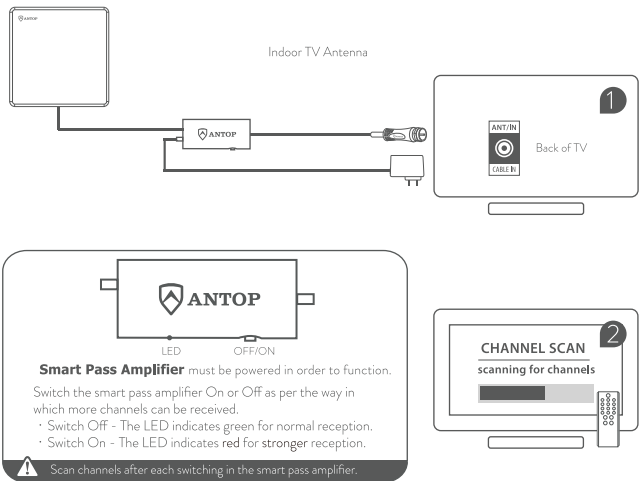 ANTOP
Indoor TV Antenna
ANTOP
1
ANT/IN
Back of TV
CABLE IN
ANTOP
LED OFF/ON
Smart Pass Amplifier must be powered in order to function.
Switch the smart pass amplifier On or Off as per the way in
which more channels can be received.
· Switch Off - The LED indicates green for normal reception.
· Switch On - The LED indicates red for stronger reception.
Scan channels after each switching in the smart pass amplifier.
2
CHANNEL SCAN
scanning for channels